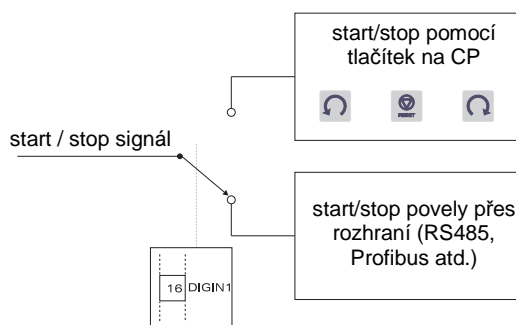 start/stop pomocí
tlačítek na CP
RESET
start / stop signál
start/stop povely přes
rozhraní (RS485,
Profibus atd.)
16 DIGIN1